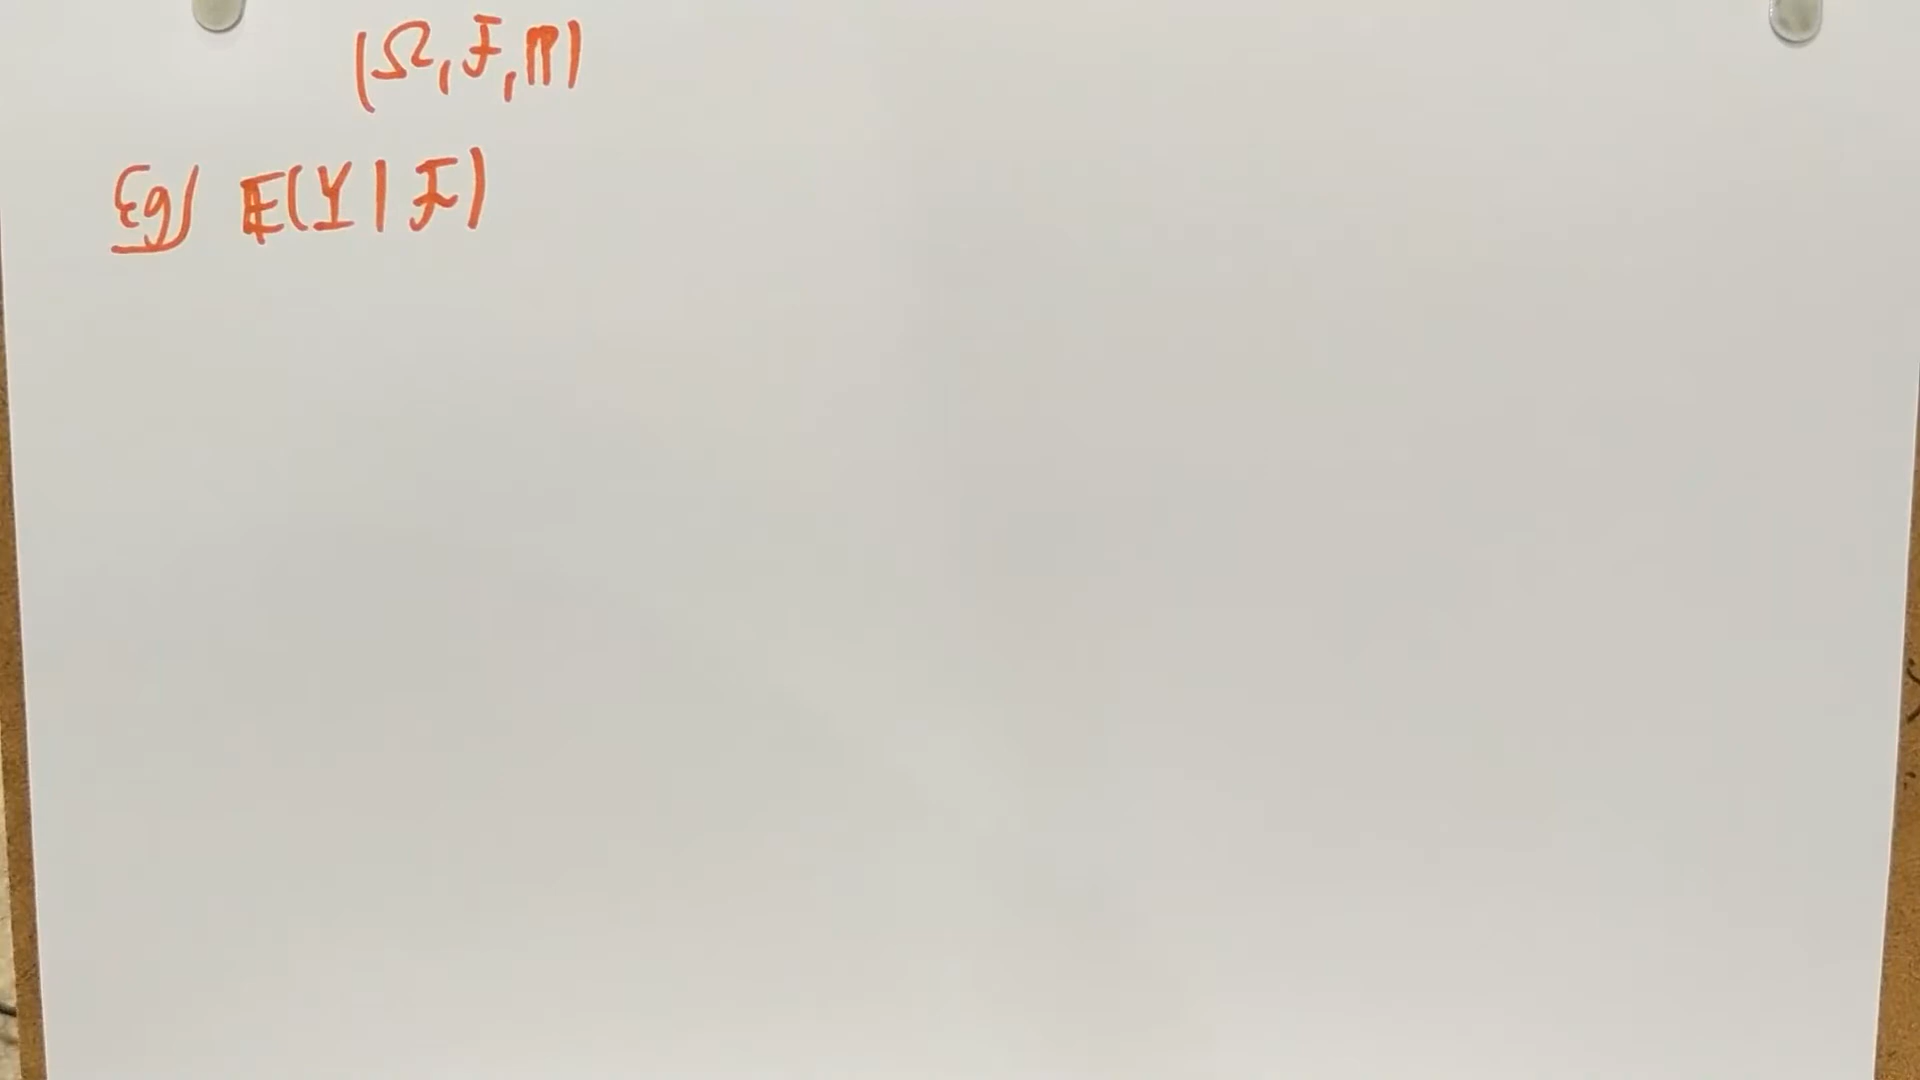 (Ω, ℱ, ℙ)
Eg) 𝔼(Y | ℱ)